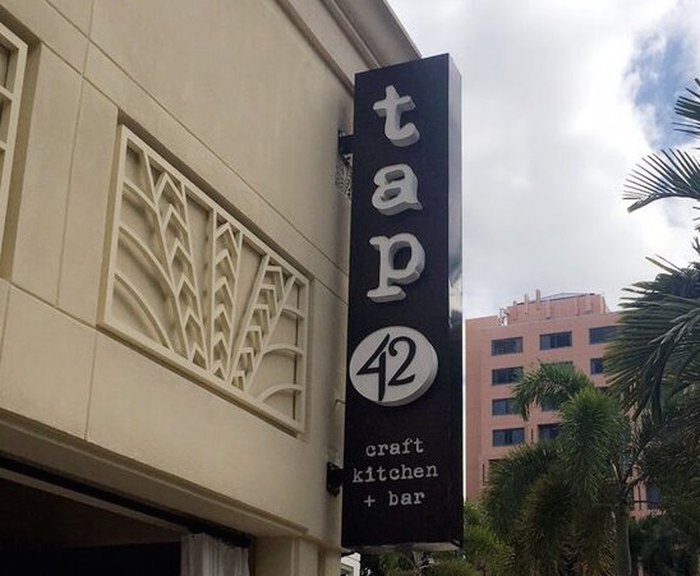 tap
42
craft
kitchen
+ bar